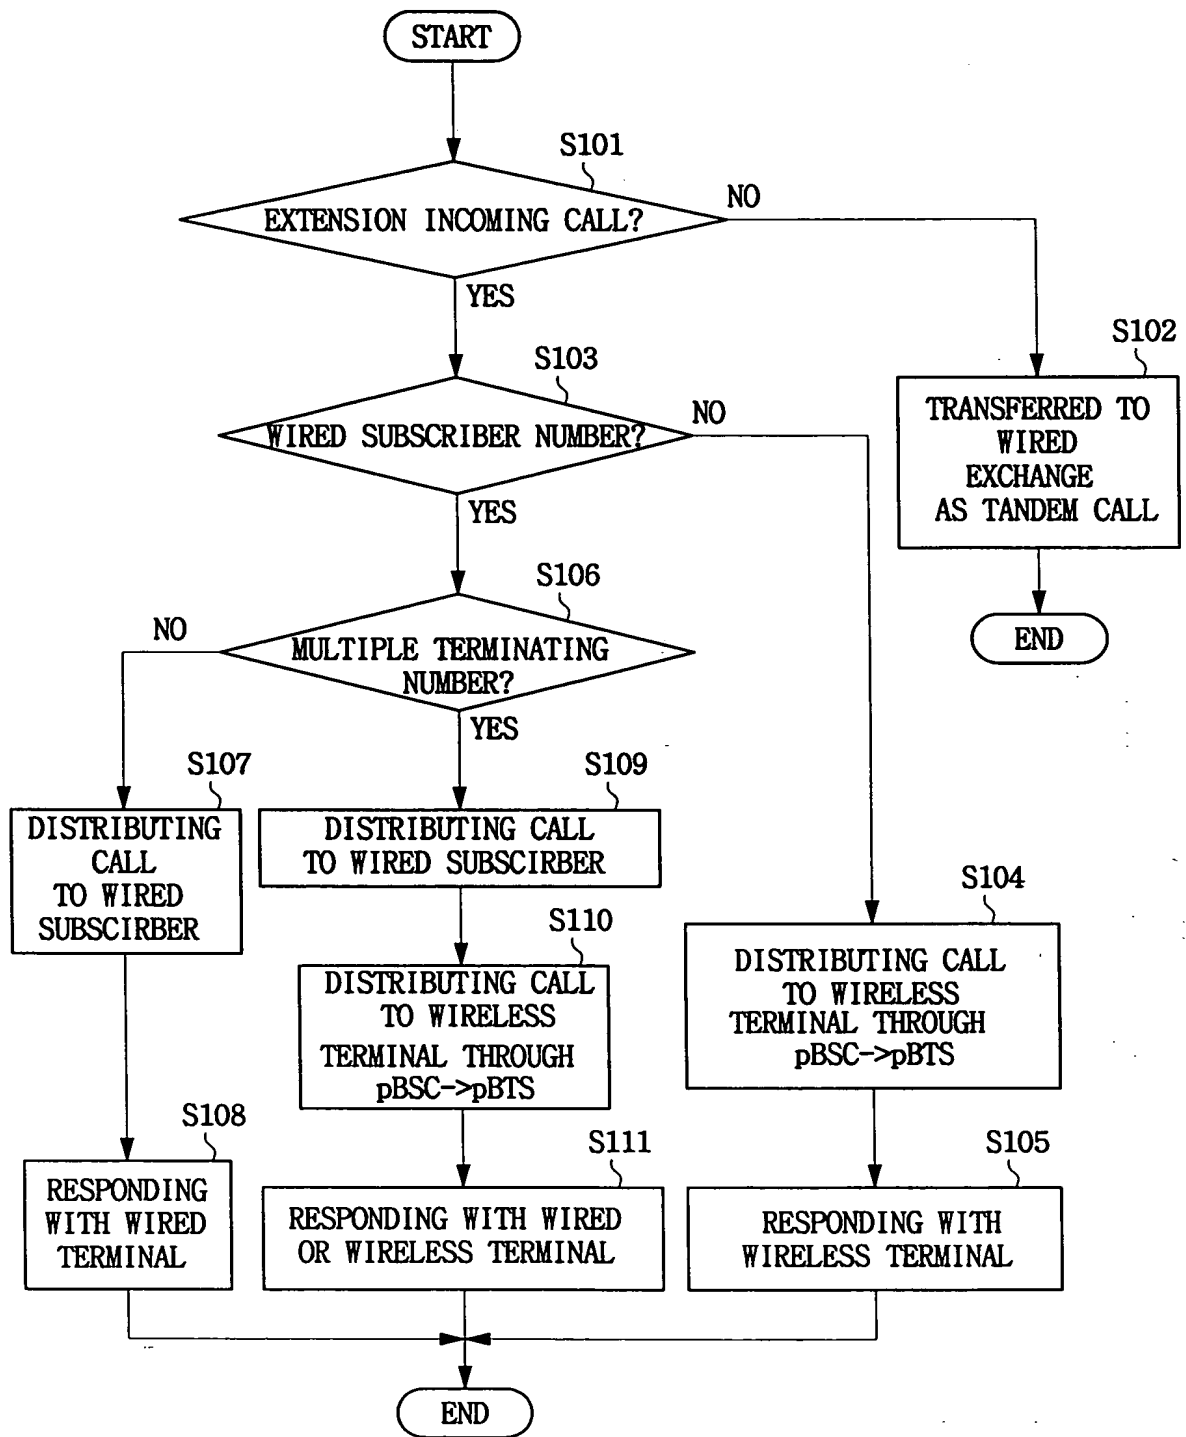 START
S101
EXTENSION INCOMING CALL?
NO
YES
S102
TRANSFERRED TO
WIRED
EXCHANGE
AS TANDEM CALL
END
S103
WIRED SUBSCRIBER NUMBER?
NO
YES
S106
MULTIPLE TERMINATING
NUMBER?
NO
YES
S107
DISTRIBUTING
CALL
TO WIRED
SUBSCIRBER
S109
DISTRIBUTING CALL
TO WIRED SUBSCIRBER
S104
DISTRIBUTING CALL
TO WIRELESS
TERMINAL THROUGH
pBSC->pBTS
S110
DISTRIBUTING CALL
TO WIRELESS
TERMINAL THROUGH
pBSC->pBTS
S108
RESPONDING
WITH WIRED
TERMINAL
S111
RESPONDING WITH WIRED
OR WIRELESS TERMINAL
S105
RESPONDING WITH
WIRELESS TERMINAL
END